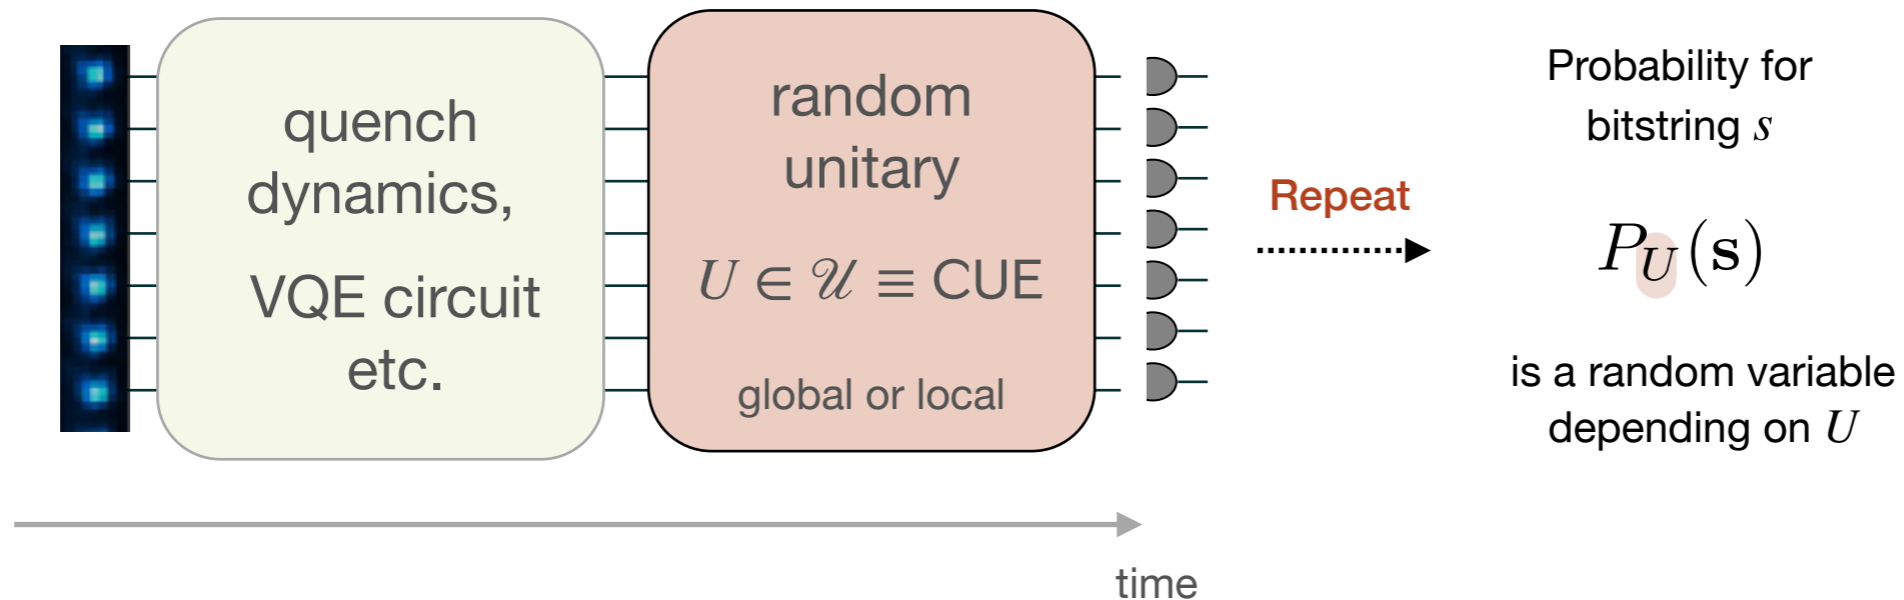 quench
dynamics,
VQE circuit
etc.
random
unitary
U ∈ 𝒰 ≡ CUE
global or local
Repeat
Probability for
bitstring s
P_U(s)
is a random variable
depending on U
time